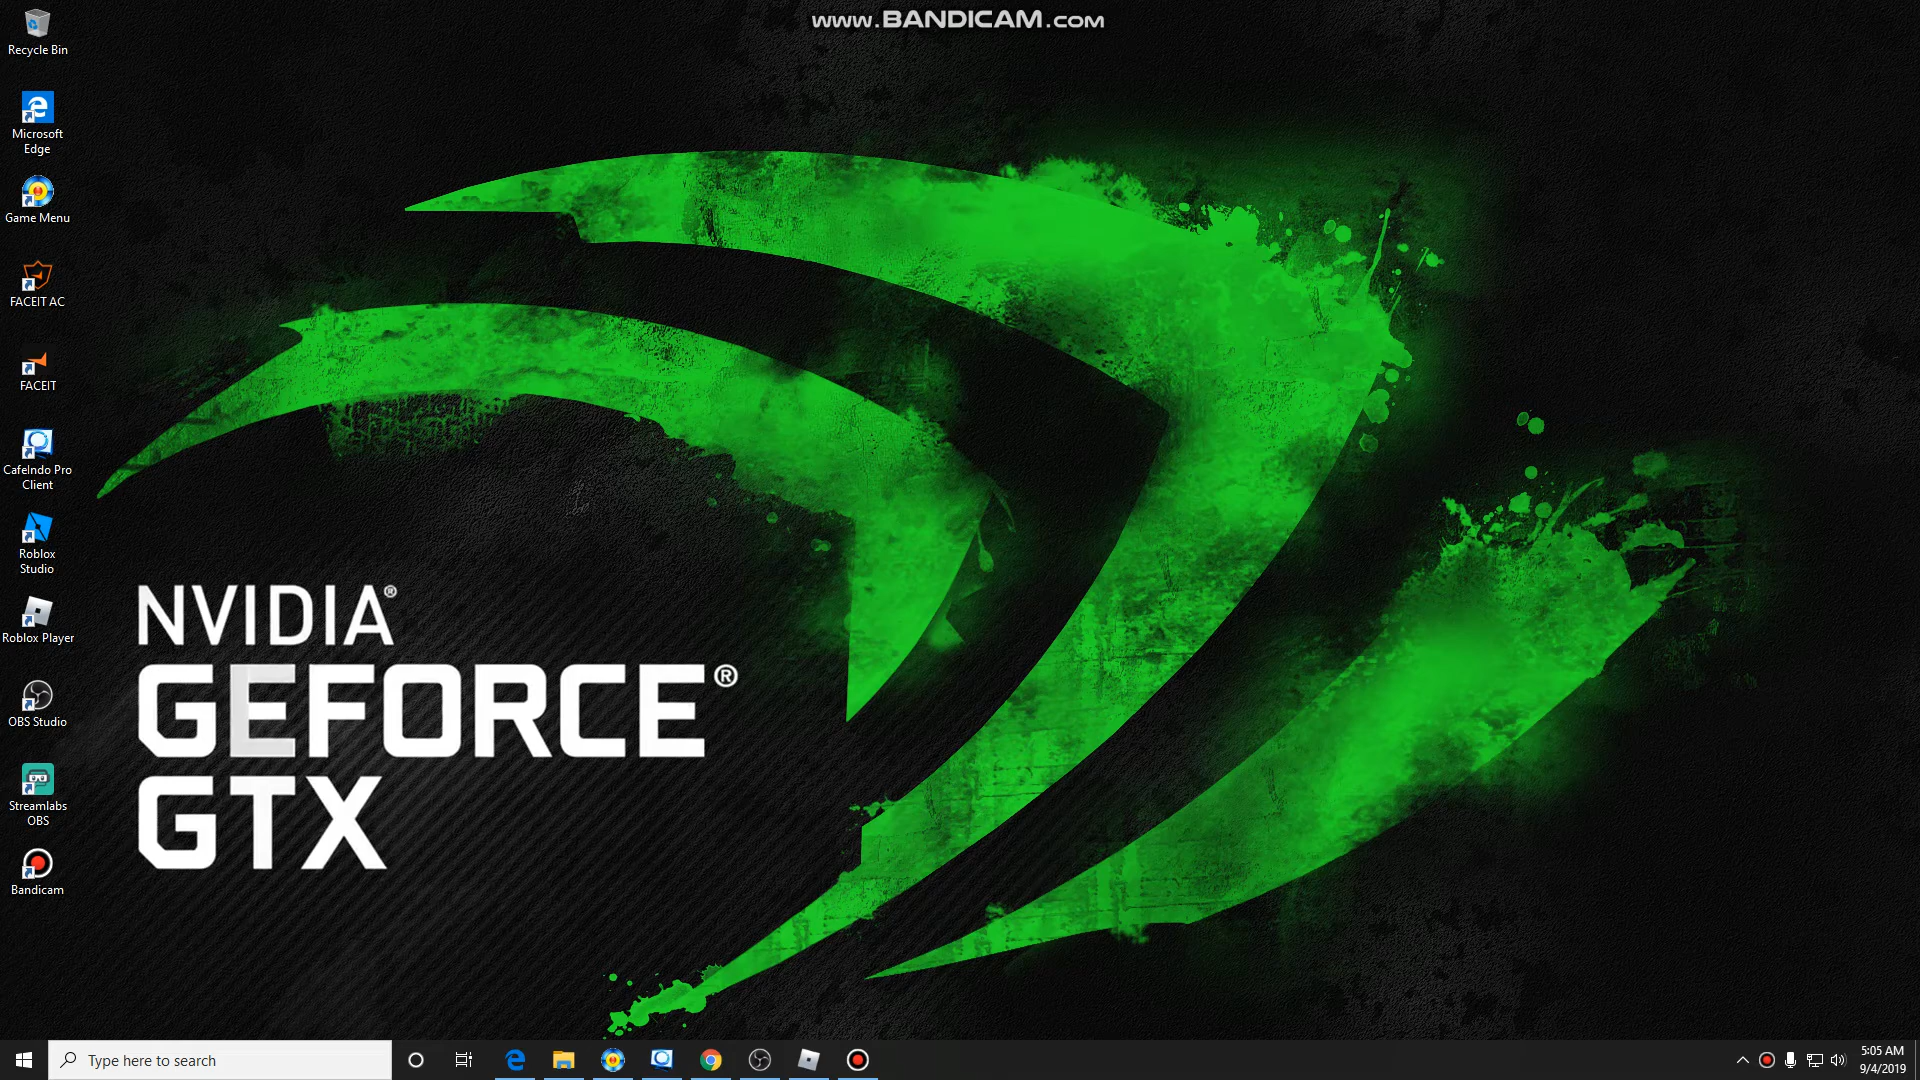 www.BANDICAM.com
Recycle Bin
Microsoft
Edge
Game Menu
FACEIT AC
FACEIT
CafeIndo Pro
Client
Roblox
Studio
Roblox Player
OBS Studio
Streamlabs
OBS
Bandicam
NVIDIA®
GEFORCE®
GTX
Type here to search
5:05 AM
9/4/2019